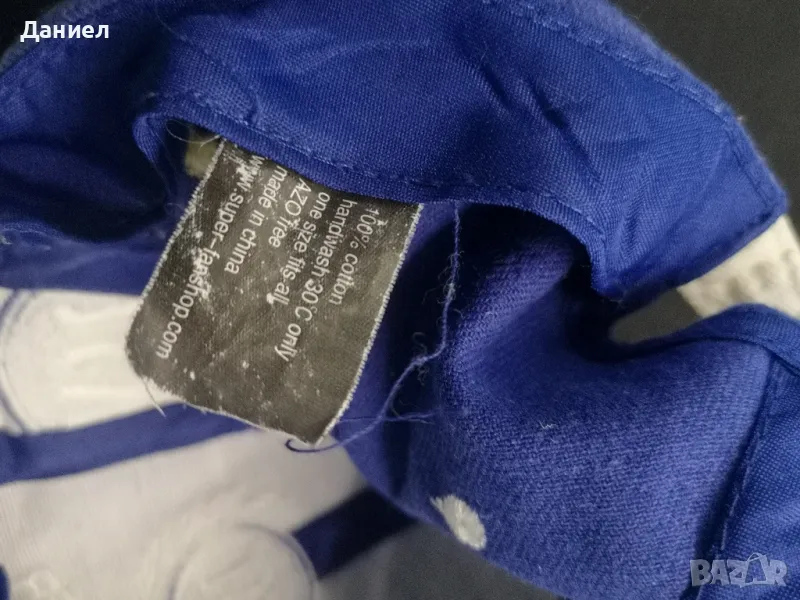 Даниел
100% cotton
handwash 30°C only
one size fits all
AZO free
made in china
www.super-fanshop.com
BAZAR